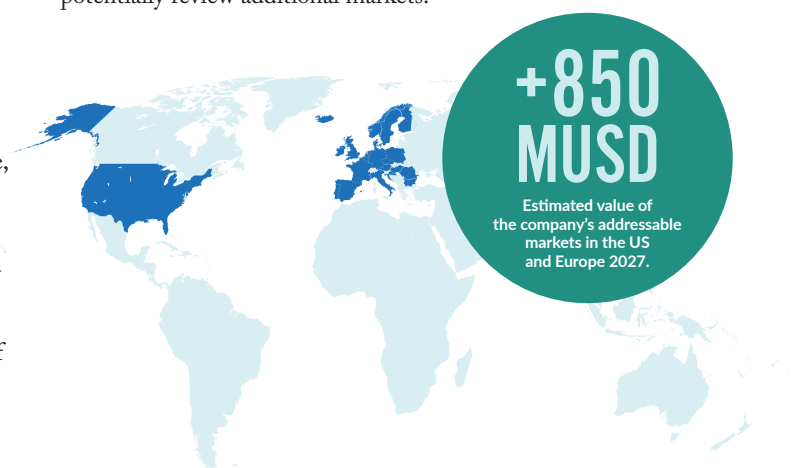 potentially review additional markets.
e,
f
+850
MUSD
Estimated value of
the company's addressable
markets in the US
and Europe 2027.